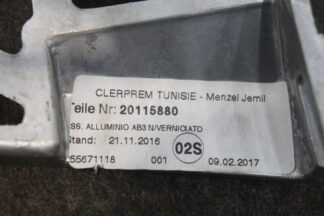 CLERPREM TUNISIE - Menzel Jemil
Teile Nr: 20115880
SS. ALLUMINIO AB3 N/VERNICIATO
Stand: 21.11.2016 02S
55671118 001 09.02.2017